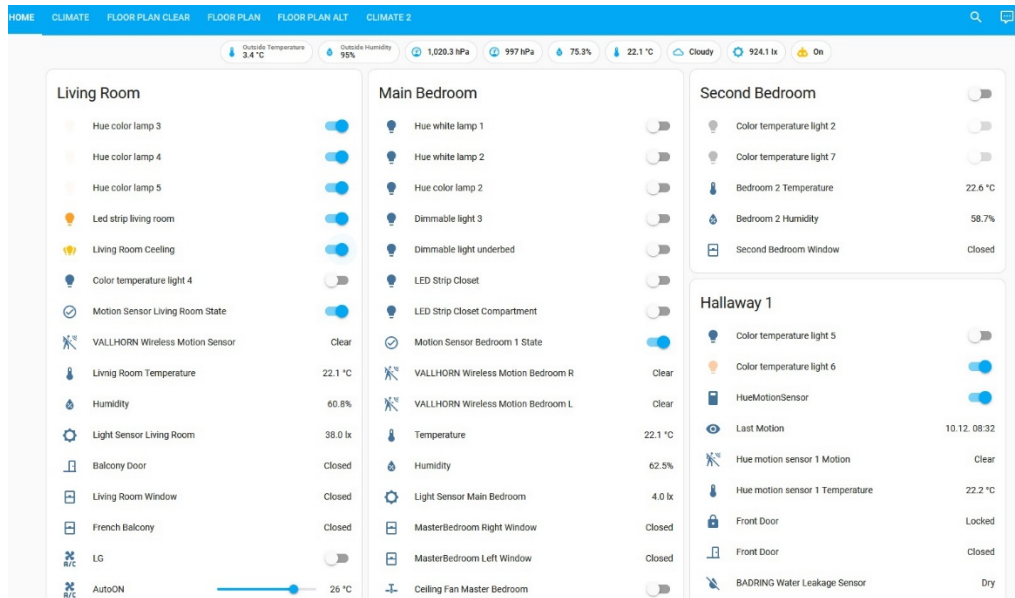 HOME CLIMATE FLOOR PLAN CLEAR FLOOR PLAN FLOOR PLAN ALT CLIMATE 2
Outside Temperature
3.4 °C
Outside Humidity
95%
1,020.3 hPa
997 hPa
75.3%
22.1 °C
Cloudy
924.1 lx
On
Living Room
Hue color lamp 3
Hue color lamp 4
Hue color lamp 5
Led strip living room
Living Room Ceeling
Color temperature light 4
Motion Sensor Living Room State
VALLHORN Wireless Motion Sensor Clear
Livnig Room Temperature 22.1 °C
Humidity 60.8%
Light Sensor Living Room 38.0 lx
Balcony Door Closed
Living Room Window Closed
French Balcony Closed
A/C LG
A/C AutoON 26 °C
Main Bedroom
Hue white lamp 1
Hue white lamp 2
Hue color lamp 2
Dimmable light 3
Dimmable light underbed
LED Strip Closet
LED Strip Closet Compartment
Motion Sensor Bedroom 1 State
VALLHORN Wireless Motion Bedroom R Clear
VALLHORN Wireless Motion Bedroom L Clear
Temperature 22.1 °C
Humidity 62.5%
Light Sensor Main Bedroom 4.0 lx
MasterBedroom Right Window Closed
MasterBedroom Left Window Closed
Ceiling Fan Master Bedroom
Second Bedroom
Color temperature light 2
Color temperature light 7
Bedroom 2 Temperature 22.6 °C
Bedroom 2 Humidity 58.7%
Second Bedroom Window Closed
Hallaway 1
Color temperature light 5
Color temperature light 6
HueMotionSensor
Last Motion 10.12. 08:32
Hue motion sensor 1 Motion Clear
Hue motion sensor 1 Temperature 22.2 °C
Front Door Locked
Front Door Closed
BADRING Water Leakage Sensor Dry